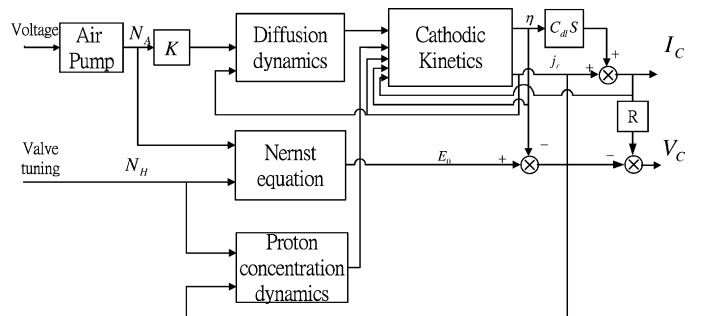 Voltage
Air
Pump
N_A
K
Diffusion
dynamics
Cathodic
Kinetics
η
C_dl S
+
I_C
j_r
+
R
Valve
tuning
N_H
Nernst
equation
E_0
+
−
−
V_C
Proton
concentration
dynamics